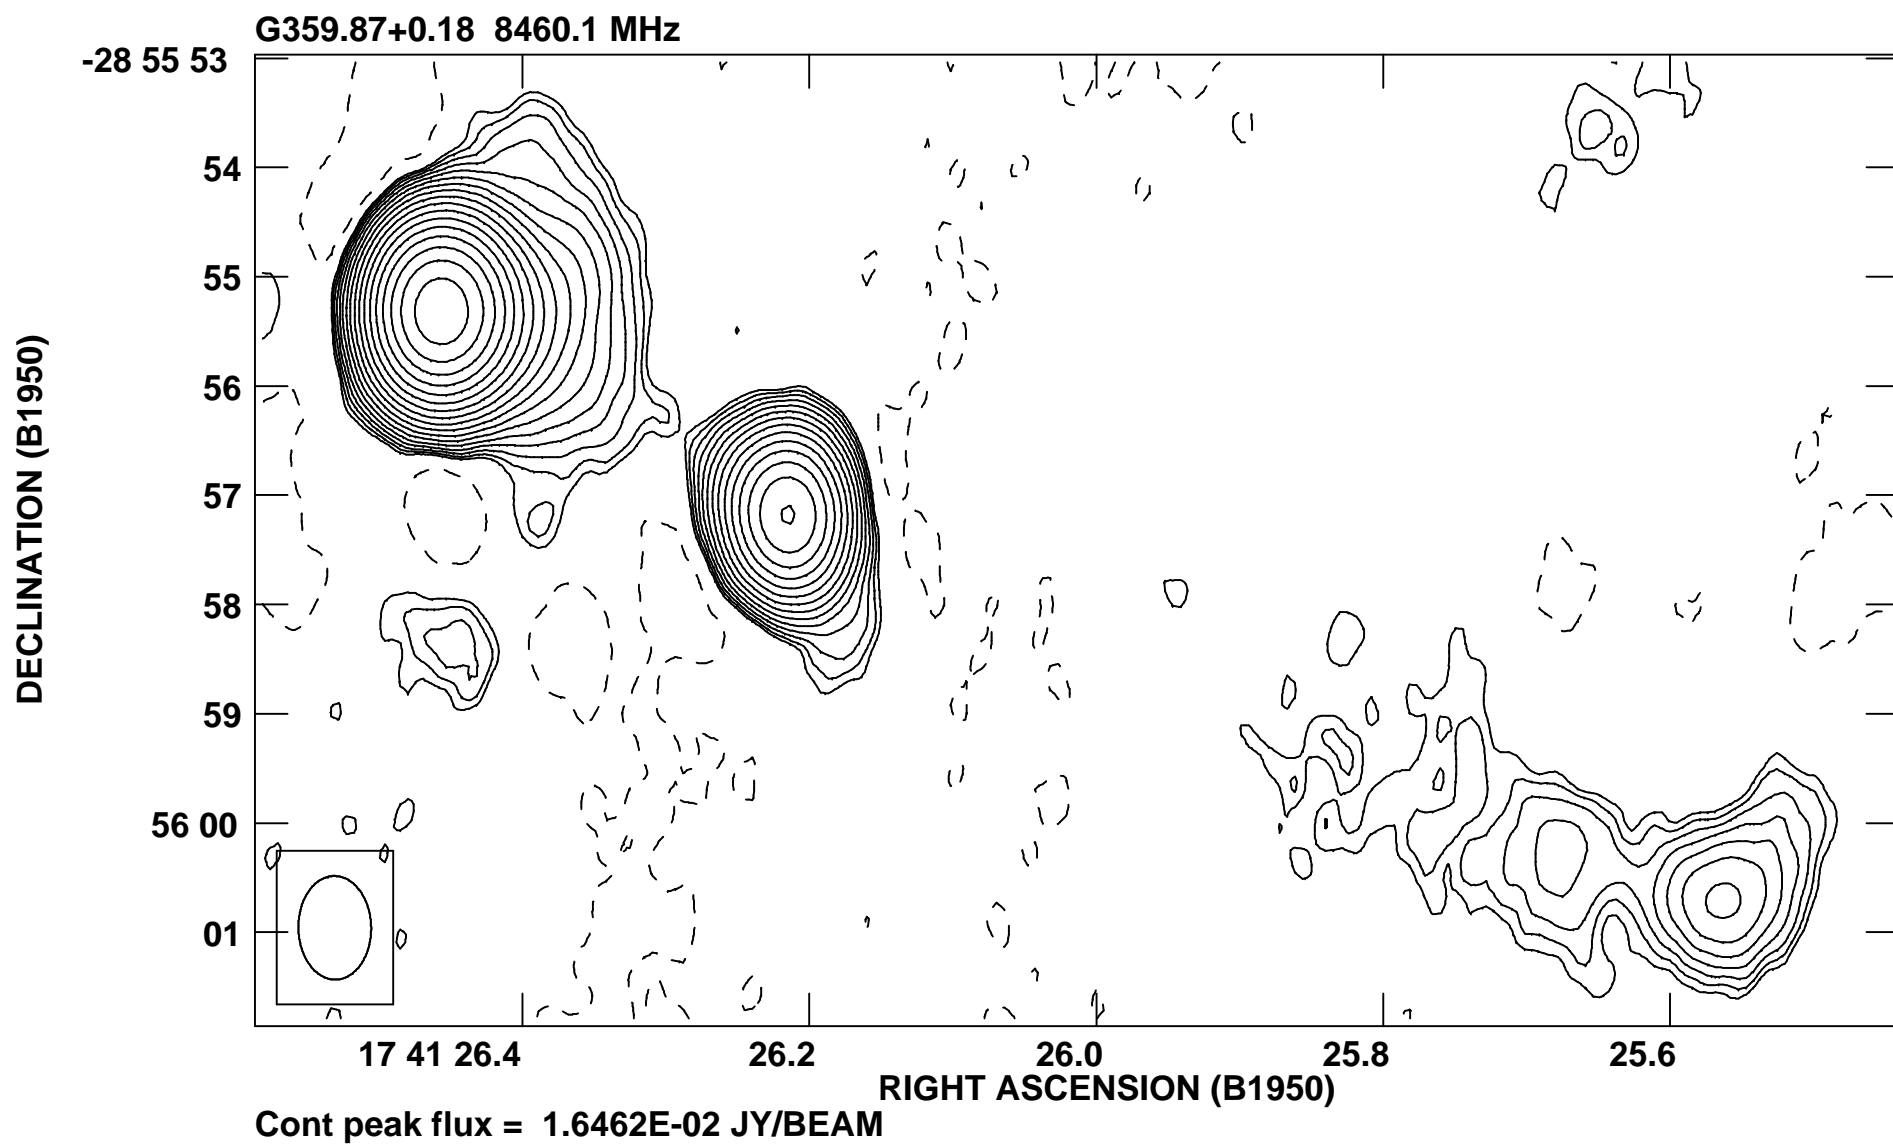 G359.87+0.18 8460.1 MHz
-28 55 53
54
55
56
57
58
59
56 00
01
DECLINATION (B1950)
17 41 26.4 26.2 26.0 25.8 25.6
RIGHT ASCENSION (B1950)
Cont peak flux = 1.6462E-02 JY/BEAM